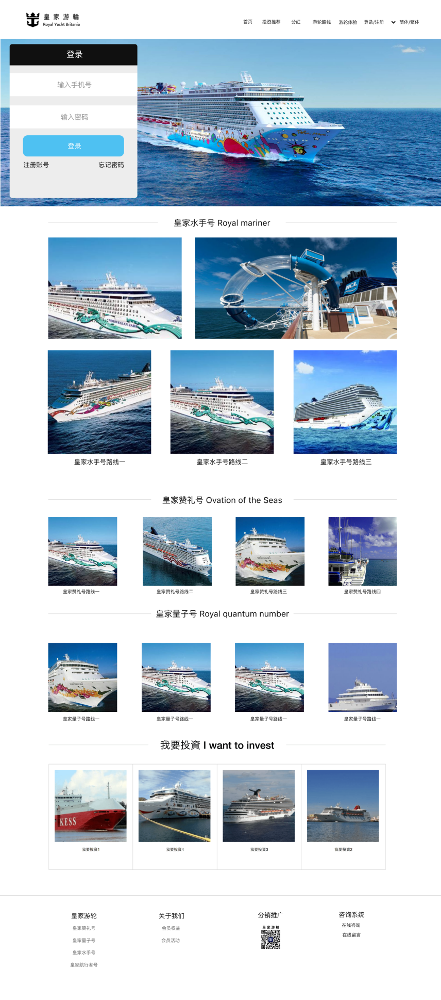 皇家游輪
Royal Yacht Britania
首页 投资推荐 分红 游轮路线 游轮体验 登录/注册 简体/繁体
登录
输入手机号
输入密码
登录
注册账号 忘记密码
皇家水手号 Royal mariner
NORWEGIAN JADE
NCL
NORWEGIAN JADE
皇家水手号路线一 皇家水手号路线二 皇家水手号路线三
皇家赞礼号 Ovation of the Seas
皇家赞礼号路线一 皇家赞礼号路线二 皇家赞礼号路线三 皇家赞礼号路线四
皇家量子号 Royal quantum number
皇家量子号路线一 皇家量子号路线一 皇家量子号路线一 皇家量子号路线一
我要投資 I want to invest
KESS
我要投资1 我要投資4 我要投資3 我要投資2
皇家游轮 关于我们 分销推广 咨询系统
皇家赞礼号 会员权益 皇家游輪 在线咨询
皇家量子号 会员活动 在线留言
皇家水手号
皇家航行者号